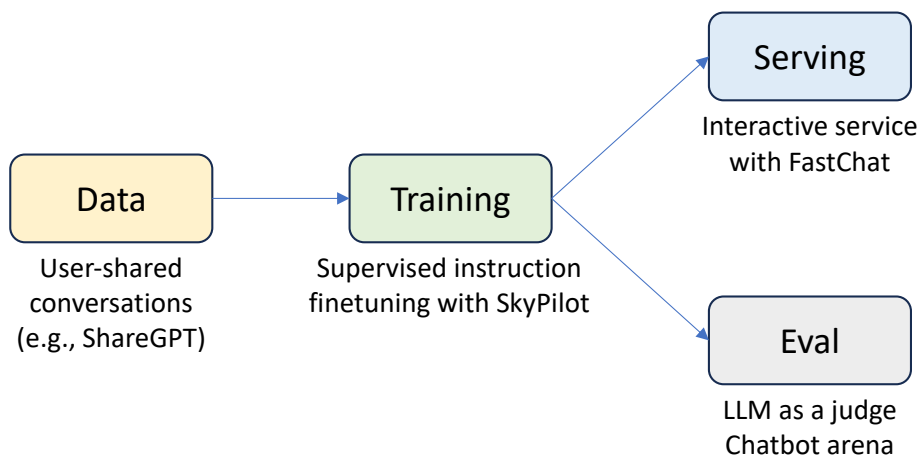 Data
User-shared
conversations
(e.g., ShareGPT)
Training
Supervised instruction
finetuning with SkyPilot
Serving
Interactive service
with FastChat
Eval
LLM as a judge
Chatbot arena